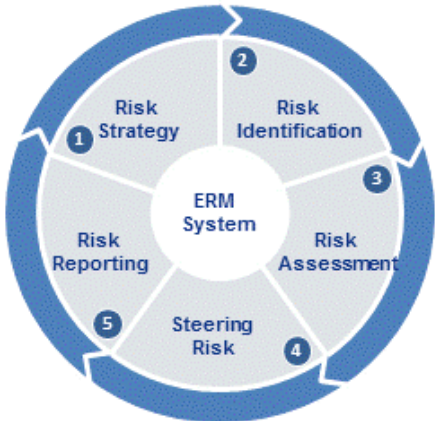 1
Risk
Strategy
2
Risk
Identification
3
Risk
Assessment
4
Steering
Risk
5
Risk
Reporting
ERM
System